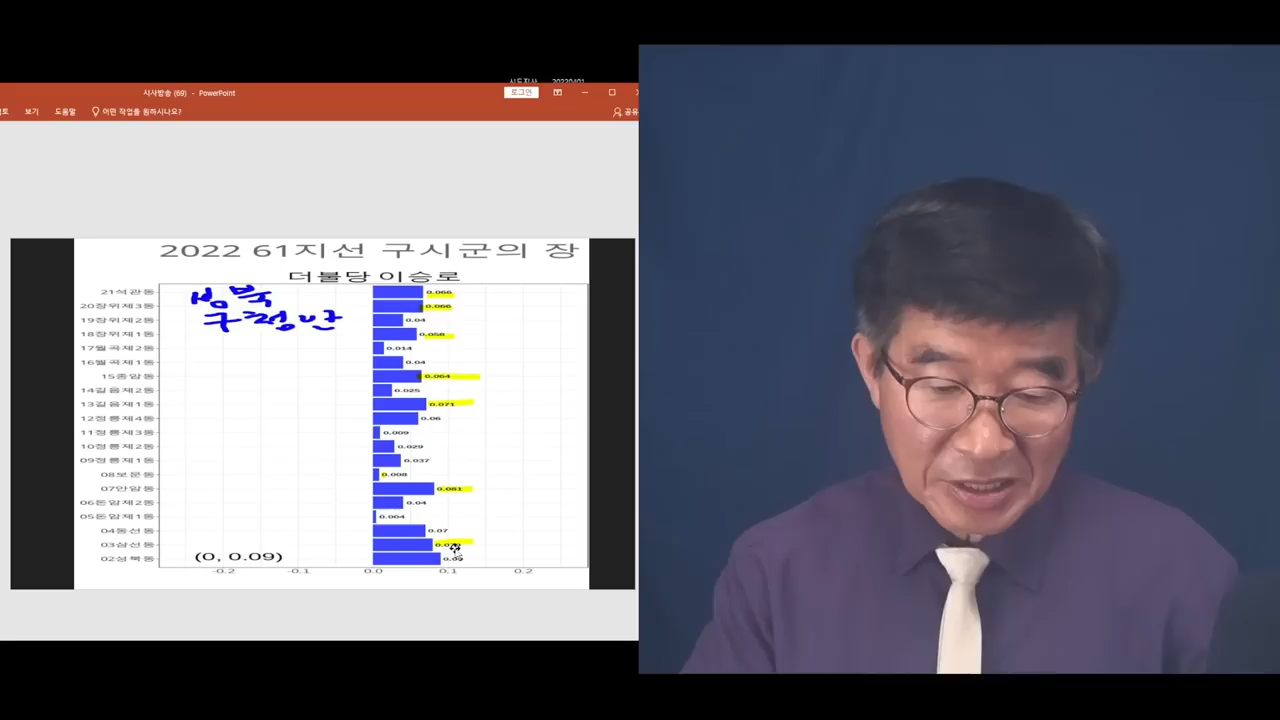 시사방송 (69) - PowerPoint
로그인
보기 도움말 어떤 작업을 원하시나요?
공유
2022 61지선 구시군의 장
더불당 이승로
성북
구청난
21석관동 0.066
20장위제3동 0.066
19장위제2동 0.04
18장위제1동 0.058
17월곡제2동 0.014
16월곡제1동 0.04
15종암동 0.064
14길음제2동 0.025
13길음제1동 0.071
12정릉제4동 0.06
11정릉제3동 0.009
10정릉제2동 0.029
09정릉제1동 0.037
08보문동 0.008
07안암동 0.081
06돈암제2동 0.04
05돈암제1동 0.004
04동선동 0.07
03삼선동
02성북동 0.09
(0, 0.09)
-0.2 -0.1 0.0 0.1 0.2